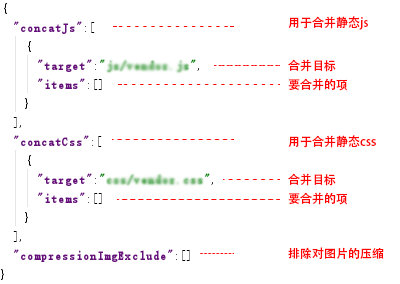 {
"concatJs":[ 用于合并静态js
{
"target":"js/vendor.js", 合并目标
"items":[] 要合并的项
}
],
"concatCss":[ 用于合并静态css
{
"target":"css/vendor.css", 合并目标
"items":[] 要合并的项
}
],
"compressionImgExclude":[] 排除对图片的压缩
}